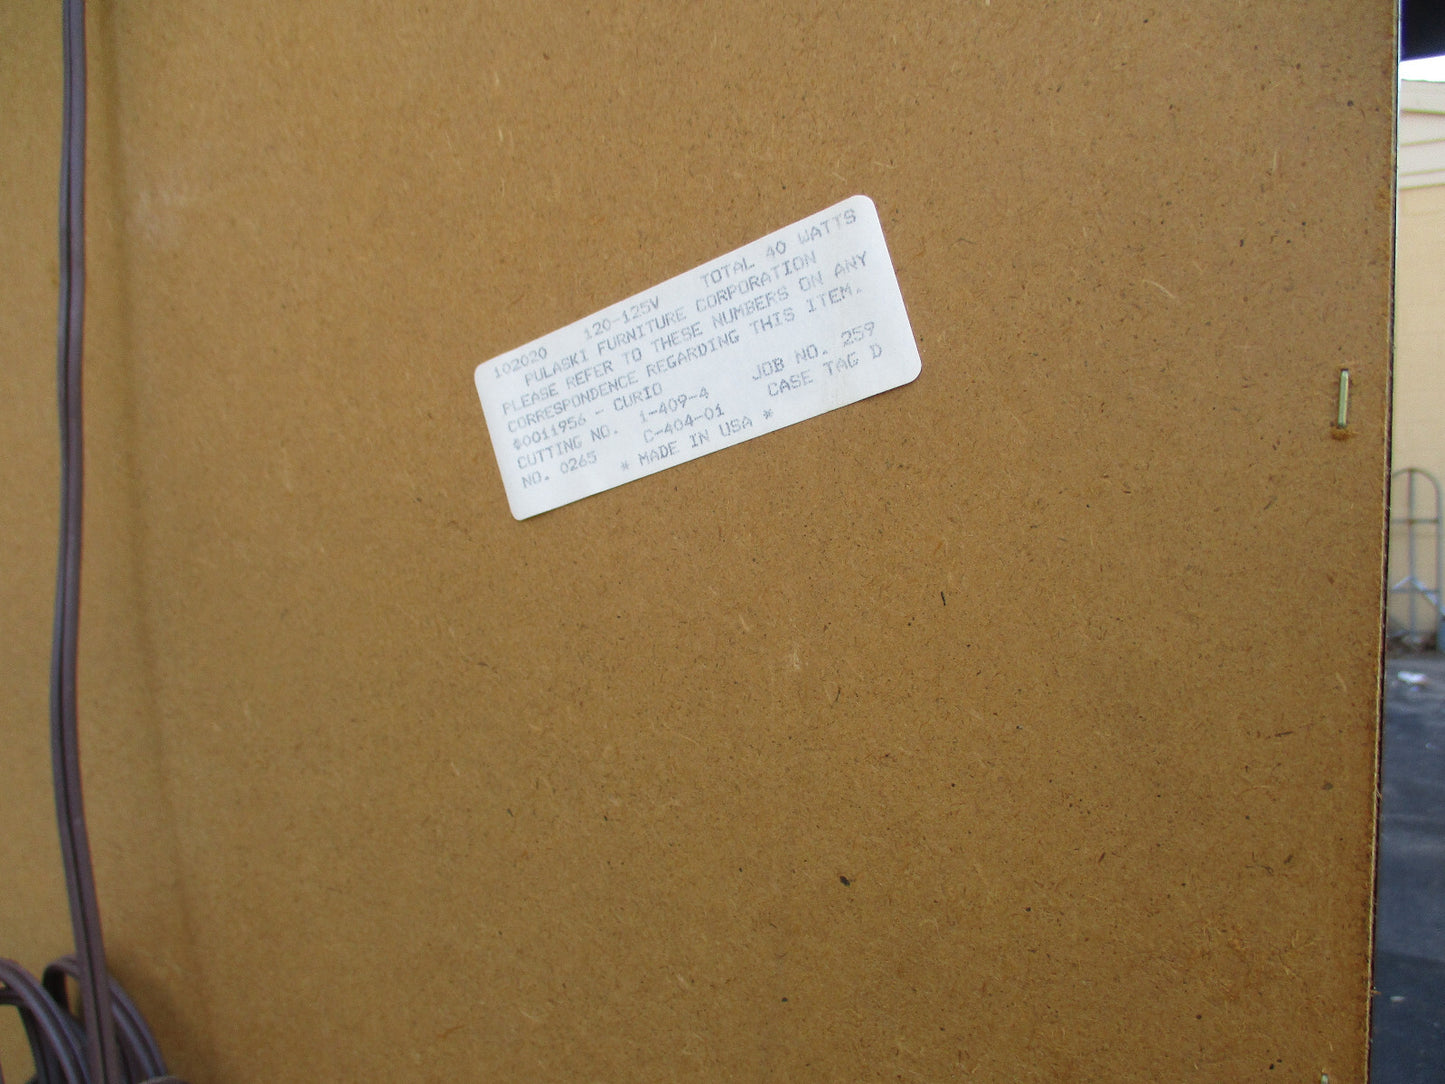 102020 120-125V TOTAL 40 WATTS
PULASKI FURNITURE CORPORATION
PLEASE REFER TO THESE NUMBERS ON ANY
CORRESPONDENCE REGARDING THIS ITEM.
#0011956 - CURIO
CUTTING NO. 1-409-4 JOB NO. 259
NO. 0265 C-404-01 CASE TAG D
* MADE IN USA *